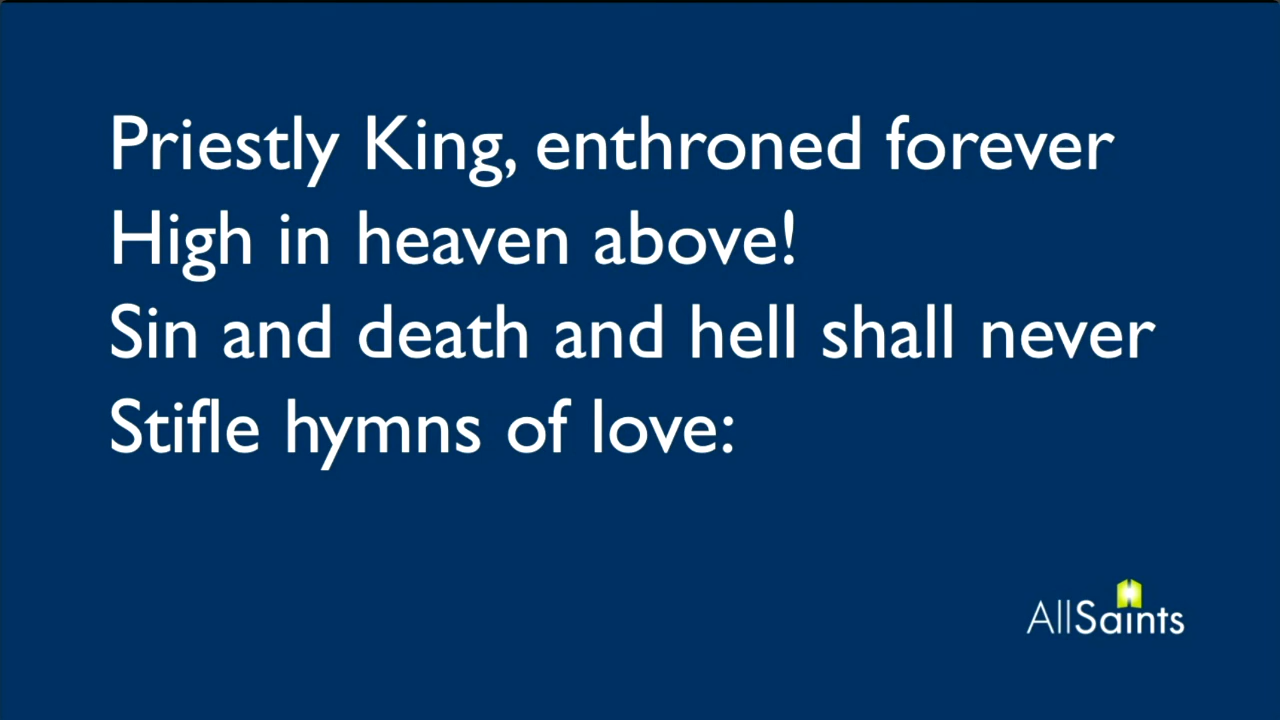 Priestly King, enthroned forever
High in heaven above!
Sin and death and hell shall never
Stifle hymns of love:
AllSaints